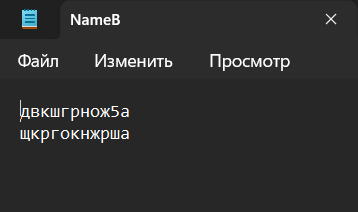 NameB
Файл Изменить Просмотр
двкшгрнож5а
щкргокнжрша